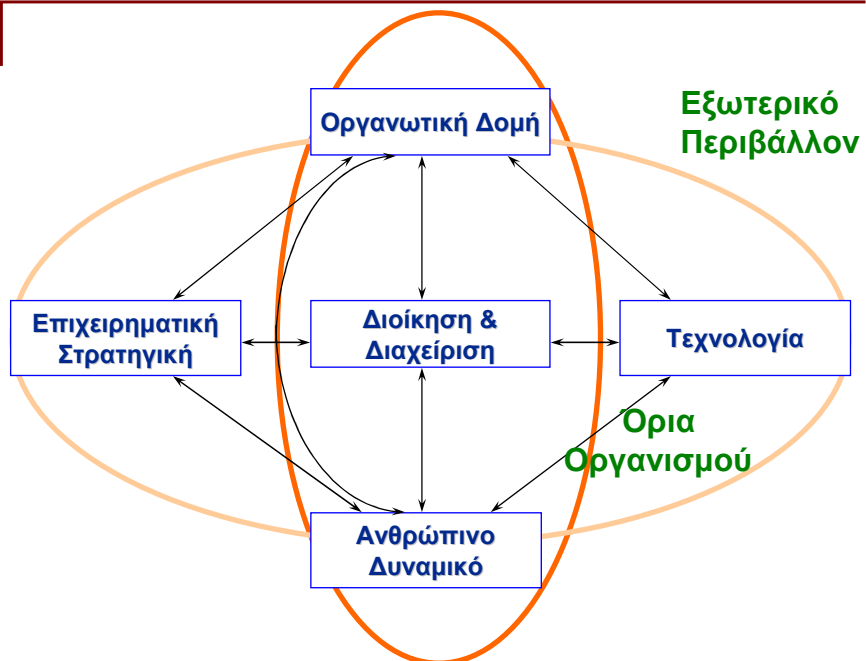 Οργανωτική Δομή
Εξωτερικό
Περιβάλλον
Επιχειρηματική
Στρατηγική
Διοίκηση &
Διαχείριση
Τεχνολογία
Όρια
Οργανισμού
Ανθρώπινο
Δυναμικό